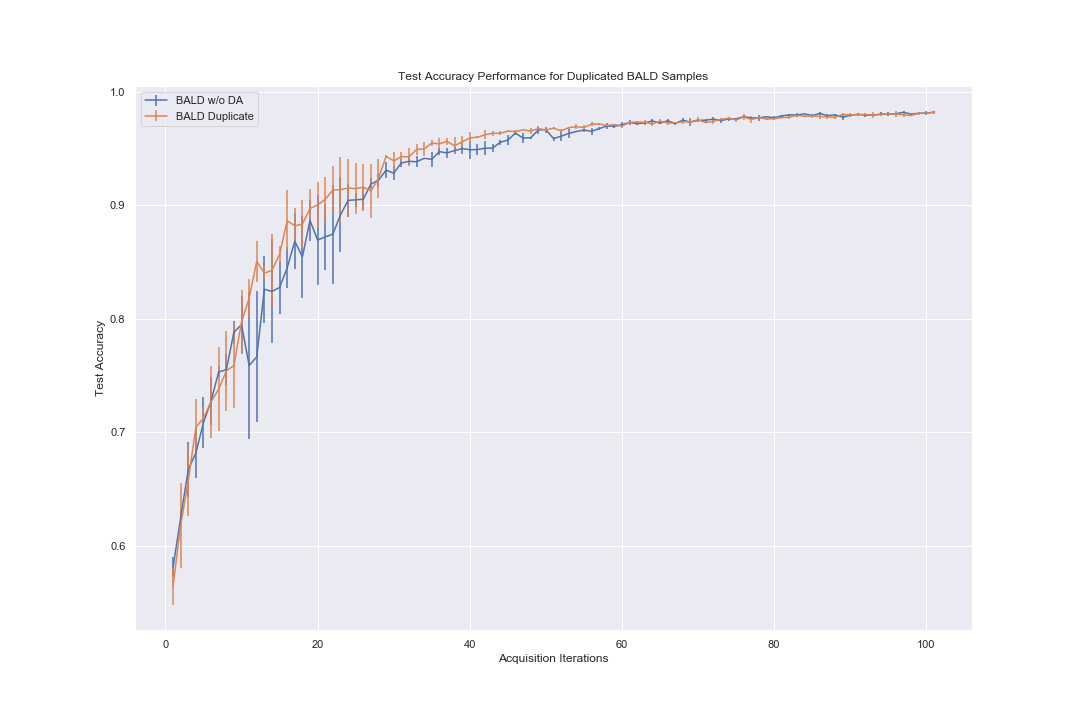 Test Accuracy Performance for Duplicated BALD Samples
BALD w/o DA
BALD Duplicate
1.0
0.9
0.8
0.7
0.6
Test Accuracy
0 20 40 60 80 100
Acquisition Iterations